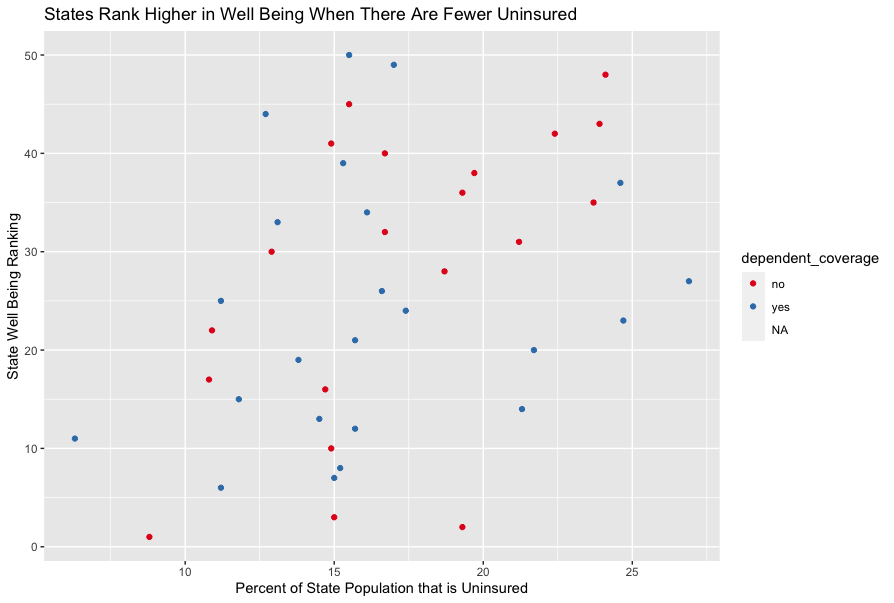 States Rank Higher in Well Being When There Are Fewer Uninsured
50
40
30
20
10
0
State Well Being Ranking
10 15 20 25
Percent of State Population that is Uninsured
dependent_coverage
no
yes
NA